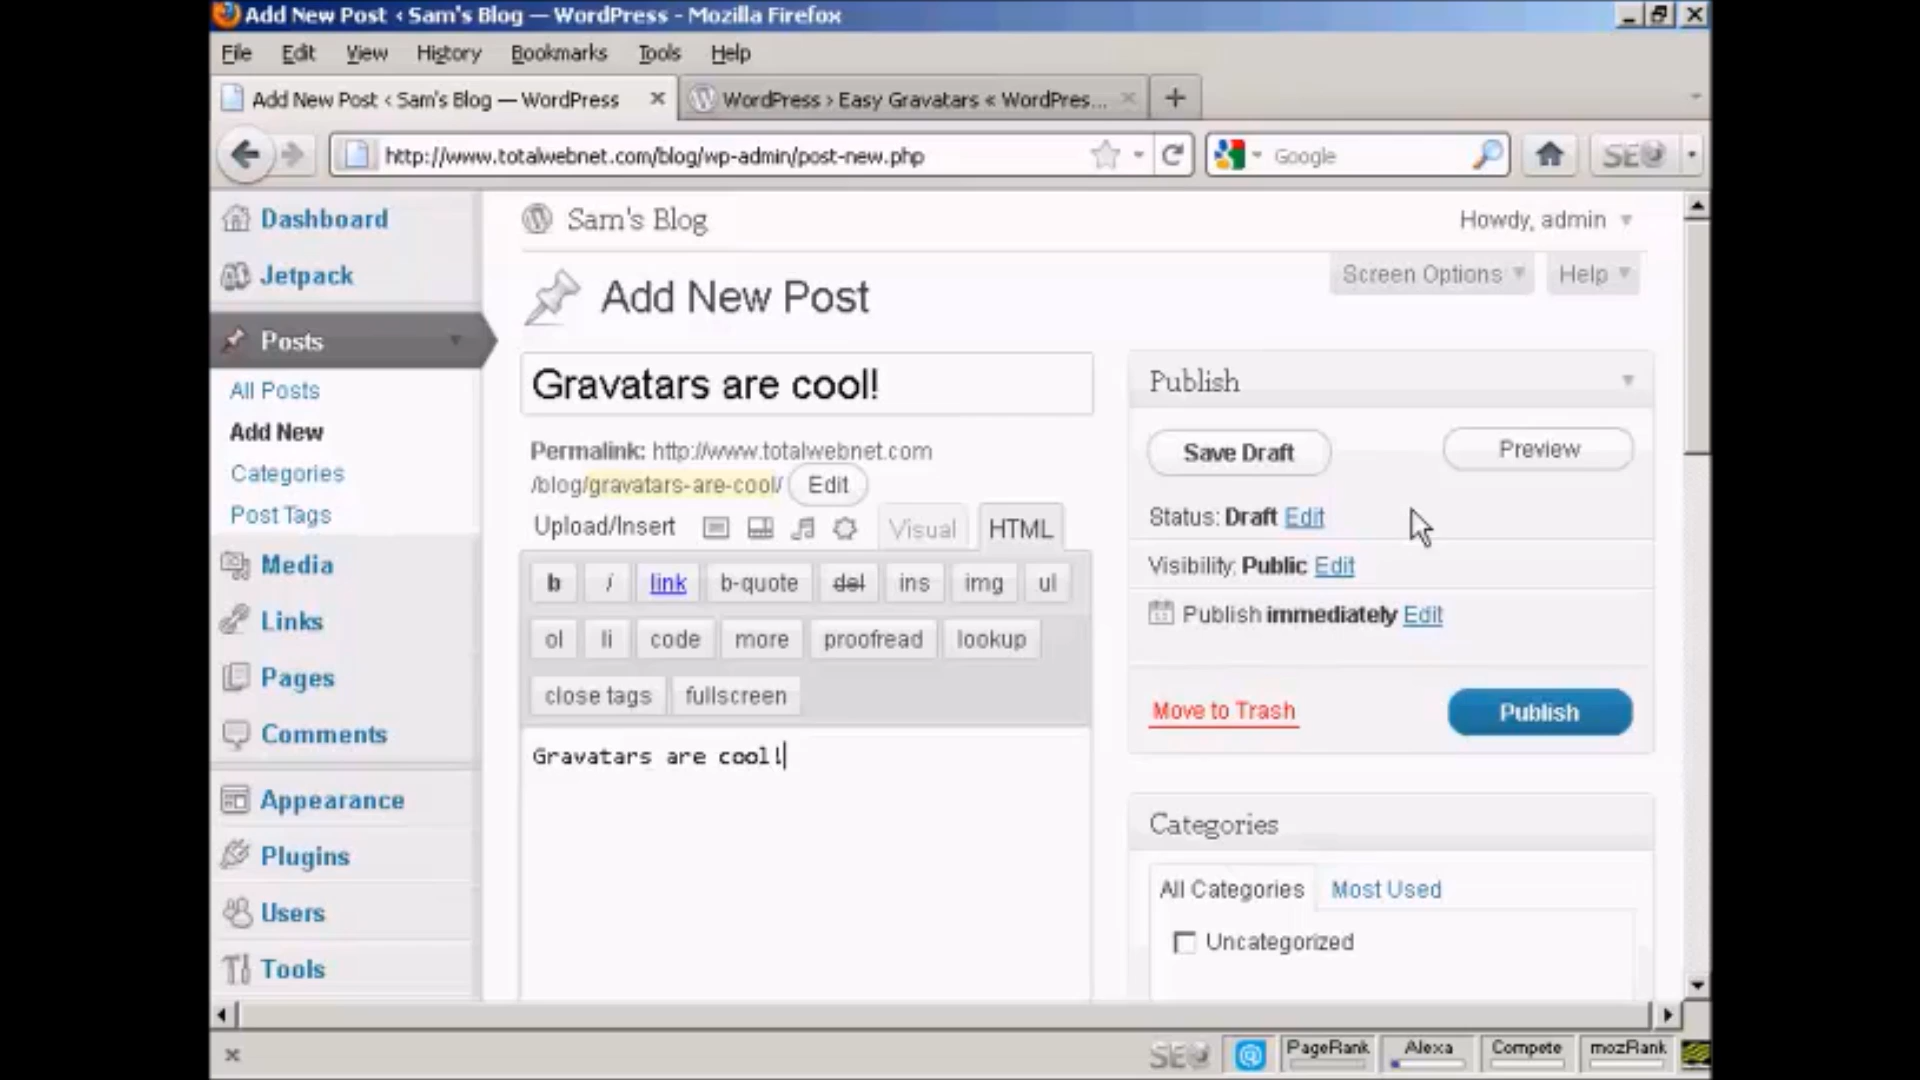 Add New Post ‹ Sam's Blog — WordPress - Mozilla Firefox
File Edit View History Bookmarks Tools Help
Add New Post ‹ Sam's Blog — WordPress
WordPress › Easy Gravatars « WordPres...
http://www.totalwebnet.com/blog/wp-admin/post-new.php
Google
SEO
Dashboard
Jetpack
Posts
All Posts
Add New
Categories
Post Tags
Media
Links
Pages
Comments
Appearance
Plugins
Users
Tools
Sam's Blog
Howdy, admin
Screen Options
Help
Add New Post
Gravatars are cool!
Permalink: http://www.totalwebnet.com
/blog/gravatars-are-cool/ Edit
Upload/Insert
Visual
HTML
b i link b-quote del ins img ul
ol li code more proofread lookup
close tags fullscreen
Gravatars are cool!
Publish
Save Draft
Preview
Status: Draft Edit
Visibility: Public Edit
Publish immediately Edit
Move to Trash
Publish
Categories
All Categories
Most Used
Uncategorized
SEO
PageRank
Alexa
Compete
mozRank